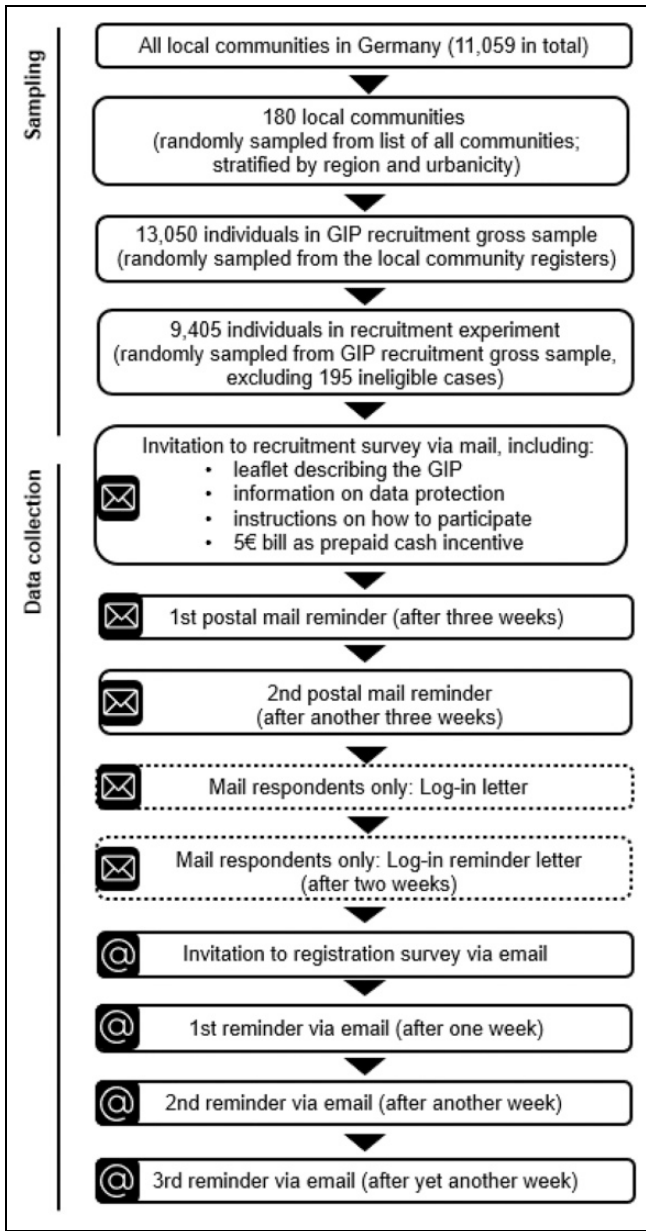 Sampling
All local communities in Germany (11,059 in total)
180 local communities
(randomly sampled from list of all communities;
stratified by region and urbanicity)
13,050 individuals in GIP recruitment gross sample
(randomly sampled from the local community registers)
9,405 individuals in recruitment experiment
(randomly sampled from GIP recruitment gross sample,
excluding 195 ineligible cases)
Data collection
Invitation to recruitment survey via mail, including:
• leaflet describing the GIP
• information on data protection
• instructions on how to participate
• 5€ bill as prepaid cash incentive
1st postal mail reminder (after three weeks)
2nd postal mail reminder
(after another three weeks)
Mail respondents only: Log-in letter
Mail respondents only: Log-in reminder letter
(after two weeks)
@ Invitation to registration survey via email
@ 1st reminder via email (after one week)
@ 2nd reminder via email (after another week)
@ 3rd reminder via email (after yet another week)